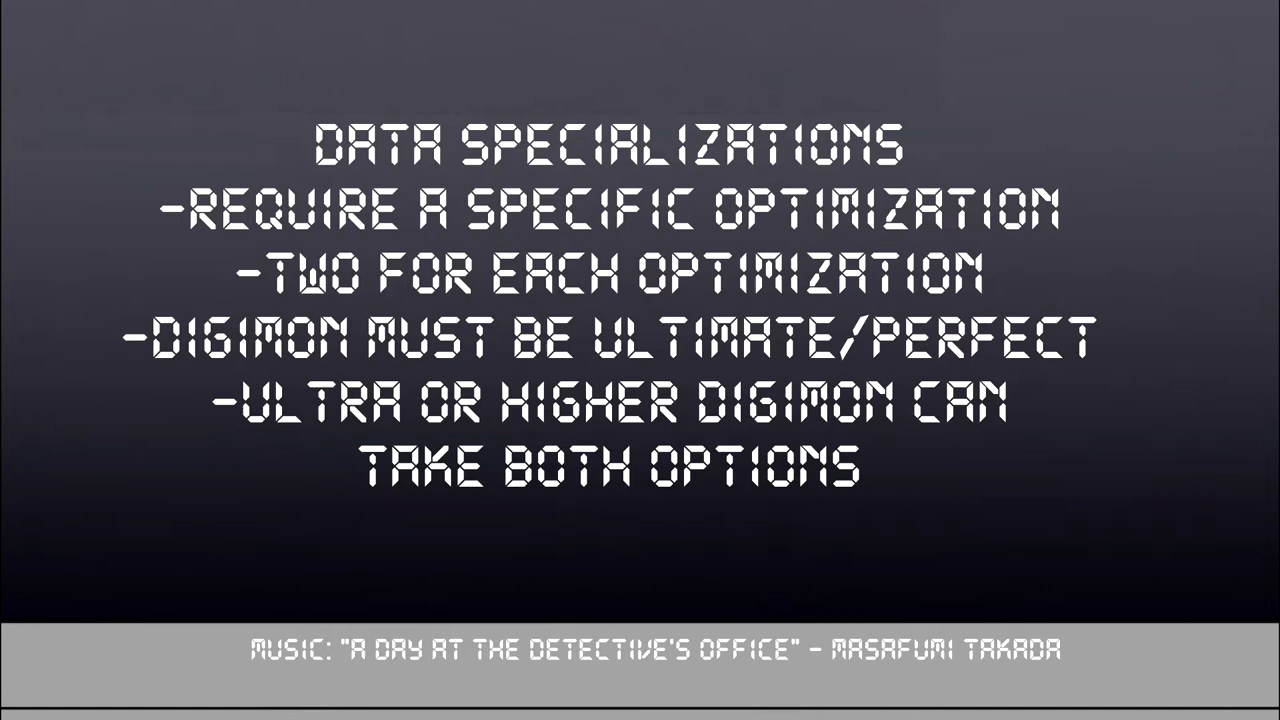 DATA SPECIALIZATIONS
-REQUIRE A SPECIFIC OPTIMIZATION
-TWO FOR EACH OPTIMIZATION
-DIGIMON MUST BE ULTIMATE/PERFECT
-ULTRA OR HIGHER DIGIMON CAN
TAKE BOTH OPTIONS
MUSIC: "A DAY AT THE DETECTIVE'S OFFICE" - MASAFUMI TAKADA